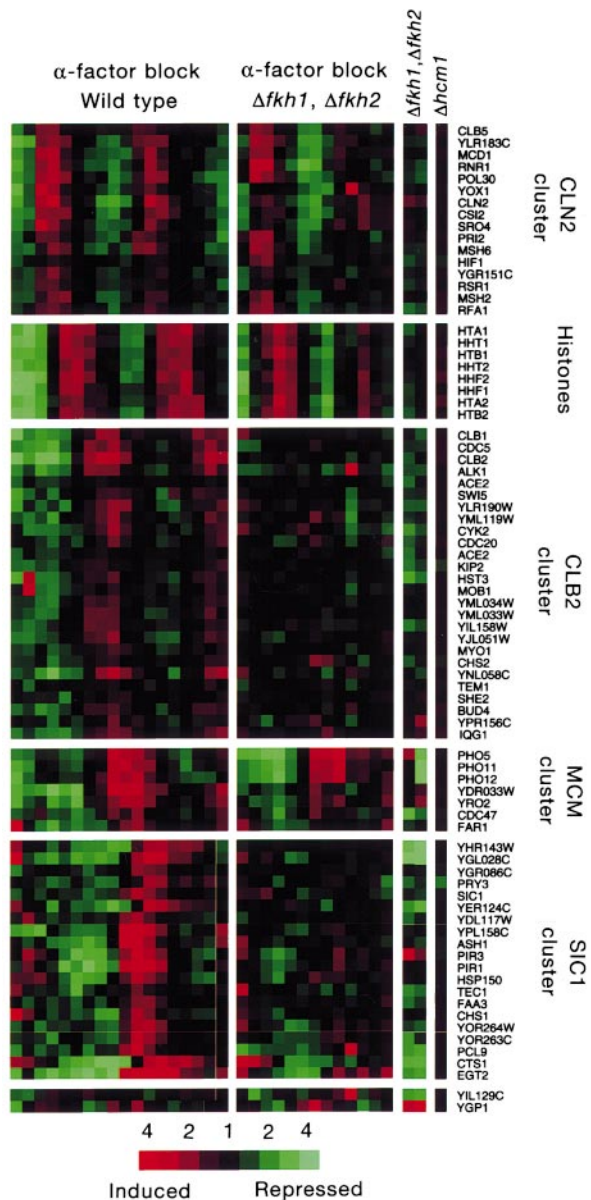 α-factor block
Wild type
α-factor block
Δfkh1, Δfkh2
Δfkh1,Δfkh2
Δhcm1
CLB5
YLR183C
MCD1
RNR1
POL30
YOX1
CLN2
CSI2
SRO4
PRI2
MSH6
HIF1
YGR151C
RSR1
MSH2
RFA1
CLN2
cluster
HTA1
HHT1
HTB1
HHT2
HHF2
HHF1
HTA2
HTB2
Histones
CLB1
CDC5
CLB2
ALK1
ACE2
SWI5
YLR190W
YML119W
CYK2
CDC20
ACE2
KIP2
HST3
MOB1
YML034W
YML033W
YIL158W
YJL051W
MYO1
CHS2
YNL058C
TEM1
SHE2
BUD4
YPR156C
IQG1
CLB2
cluster
PHO5
PHO11
PHO12
YDR033W
YRO2
CDC47
FAR1
MCM
cluster
YHR143W
YGL028C
YGR086C
PRY3
SIC1
YER124C
YDL117W
YPL158C
ASH1
PIR3
PIR1
HSP150
TEC1
FAA3
CHS1
YOR264W
YOR263C
PCL9
CTS1
EGT2
SIC1
cluster
YIL129C
YGP1
4 2 1 2 4
Induced Repressed